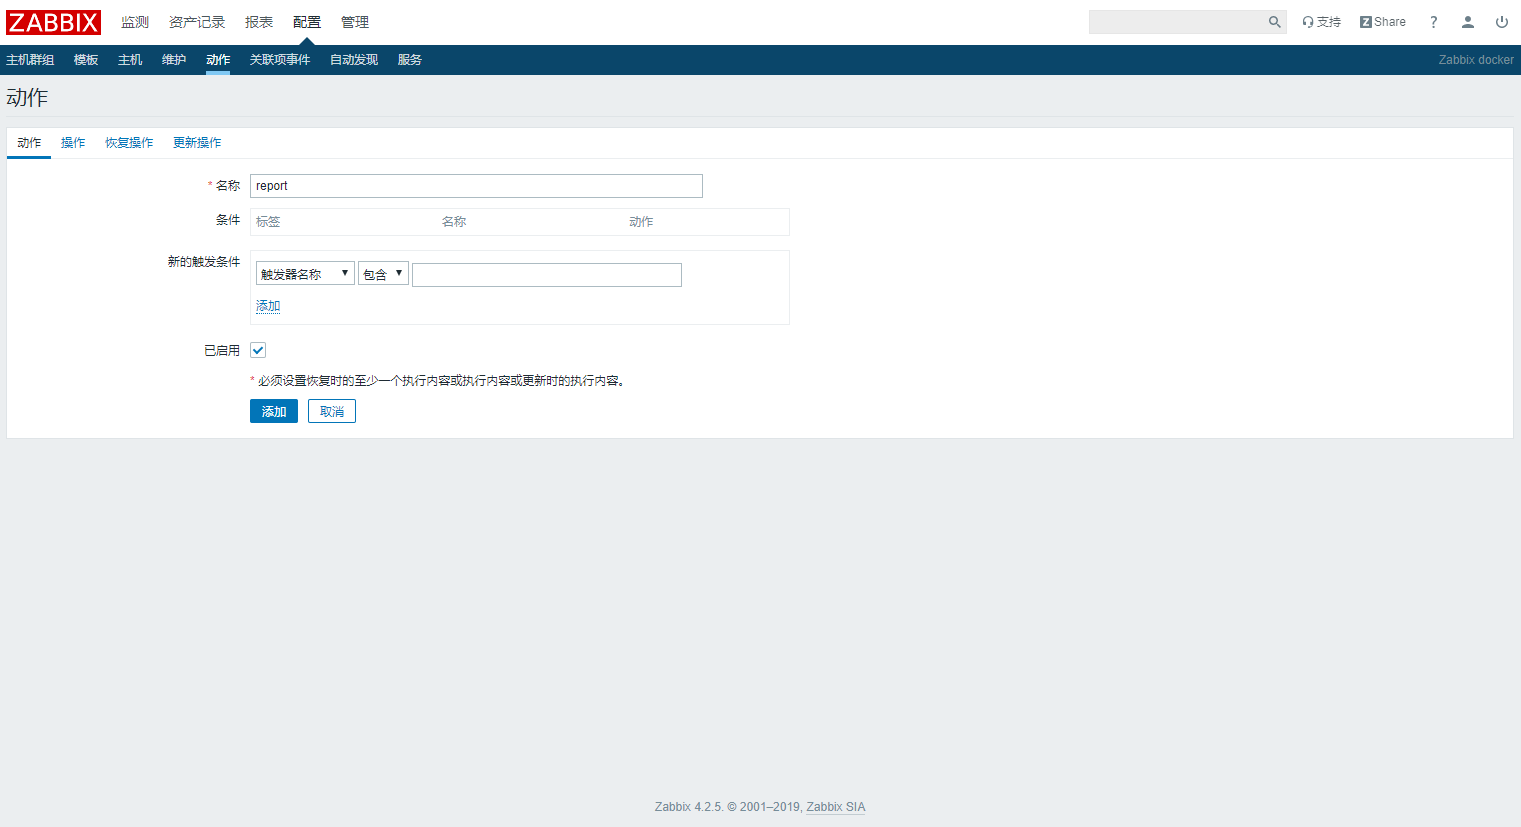 ZABBIX 监测 资产记录 报表 配置 管理 支持 Z Share ?
主机群组 模板 主机 维护 动作 关联项事件 自动发现 服务 Zabbix docker
动作
动作 操作 恢复操作 更新操作
* 名称 report
条件 标签 名称 动作
新的触发条件 触发器名称 包含
添加
已启用
* 必须设置恢复时的至少一个执行内容或执行内容或更新时的执行内容。
添加 取消
Zabbix 4.2.5. © 2001–2019, Zabbix SIA